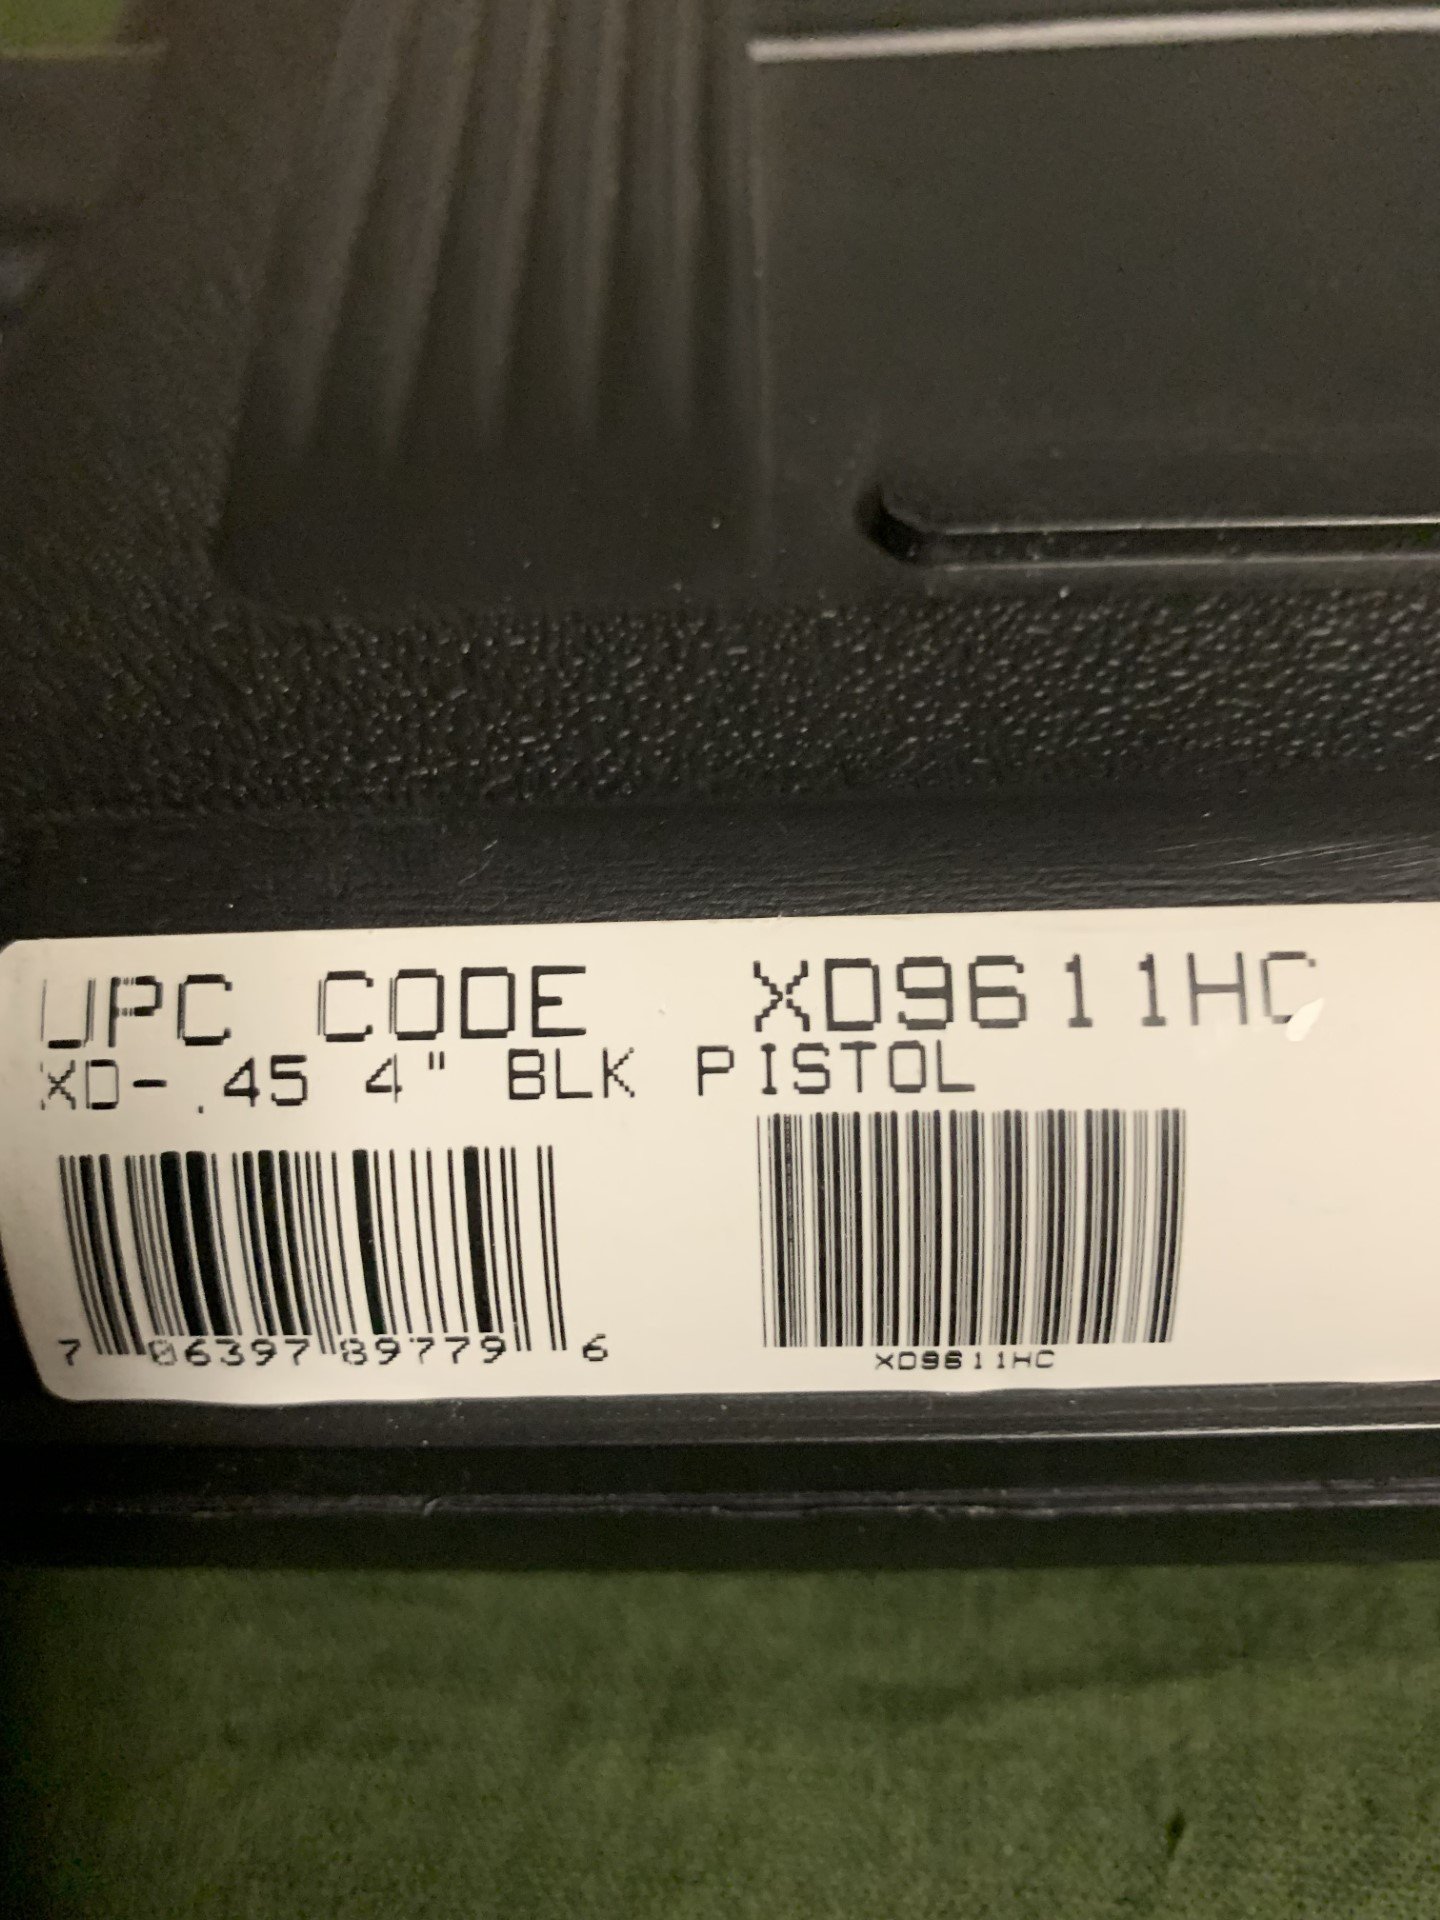 UPC CODE XD9611HC
XD-.45 4" BLK PISTOL
7 06397 89779 6
XD9611HC